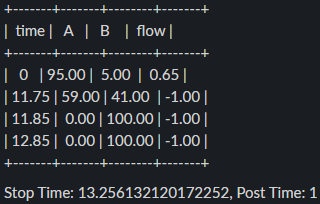 +-------+-------+--------+-------+
| time | A | B | flow |
+-------+-------+--------+-------+
| 0 | 95.00 | 5.00 | 0.65 |
| 11.75 | 59.00 | 41.00 | -1.00 |
| 11.85 | 0.00 | 100.00 | -1.00 |
| 12.85 | 0.00 | 100.00 | -1.00 |
+-------+-------+--------+-------+
Stop Time: 13.256132120172252, Post Time: 1